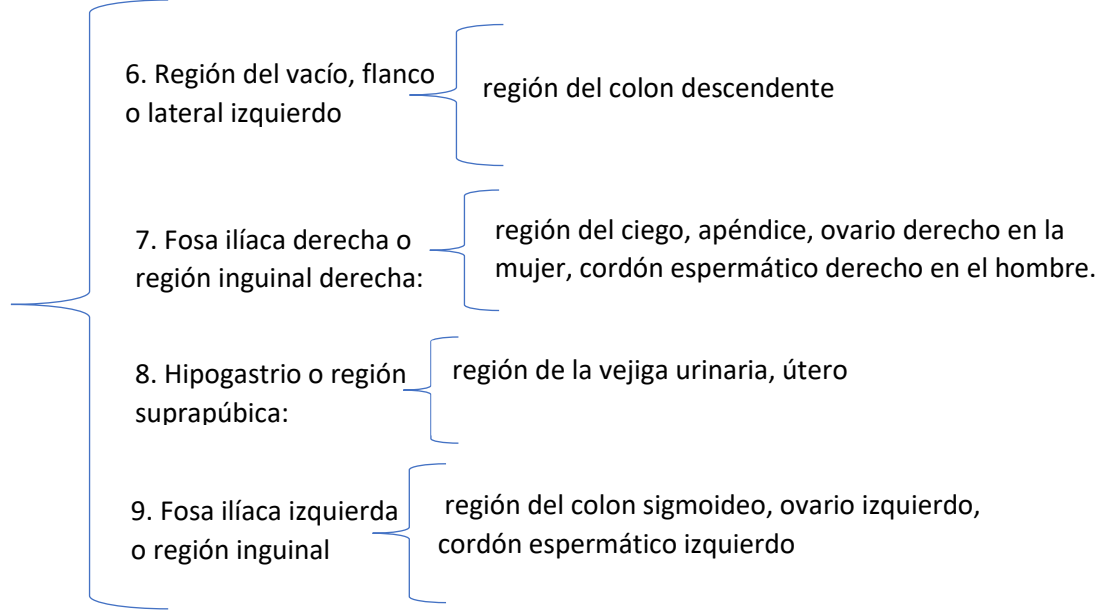 6. Región del vacío, flanco
o lateral izquierdo
región del colon descendente
7. Fosa ilíaca derecha o
región inguinal derecha:
región del ciego, apéndice, ovario derecho en la
mujer, cordón espermático derecho en el hombre.
8. Hipogastrio o región
suprapúbica:
región de la vejiga urinaria, útero
9. Fosa ilíaca izquierda
o región inguinal
región del colon sigmoideo, ovario izquierdo,
cordón espermático izquierdo